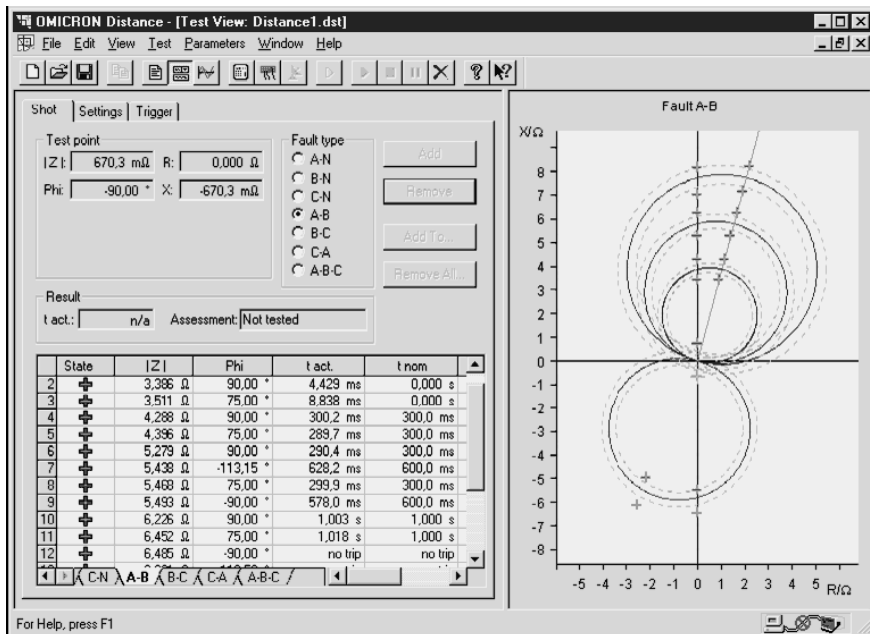 OMICRON Distance - [Test View: Distance1.dst]
File Edit View Test Parameters Window Help
Shot Settings Trigger
Test point
|Z|: 670,3 mΩ R: 0,000 Ω
Phi: -90,00 ° X: -670,3 mΩ
Fault type
A-N
B-N
C-N
A-B
B-C
C-A
A-B-C
Add
Remove
Add To...
Remove All...
Result
t act.: n/a Assessment: Not tested
State |Z| Phi t act. t nom
2 3,386 Ω 90,00 ° 4,429 ms 0,000 s
3 3,511 Ω 75,00 ° 8,838 ms 0,000 s
4 4,288 Ω 90,00 ° 300,2 ms 300,0 ms
5 4,396 Ω 75,00 ° 289,7 ms 300,0 ms
6 5,279 Ω 90,00 ° 290,4 ms 300,0 ms
7 5,438 Ω -113,15 ° 628,2 ms 600,0 ms
8 5,468 Ω 75,00 ° 299,9 ms 300,0 ms
9 5,493 Ω -90,00 ° 578,0 ms 600,0 ms
10 6,226 Ω 90,00 ° 1,003 s 1,000 s
11 6,452 Ω 75,00 ° 1,018 s 1,000 s
12 6,485 Ω -90,00 ° no trip no trip
C-N A-B B-C C-A A-B-C
Fault A-B
X/Ω
8
7
6
5
4
3
2
1
0
-1
-2
-3
-4
-5
-6
-7
-8
-5 -4 -3 -2 -1 0 1 2 3 4 5 R/Ω
For Help, press F1